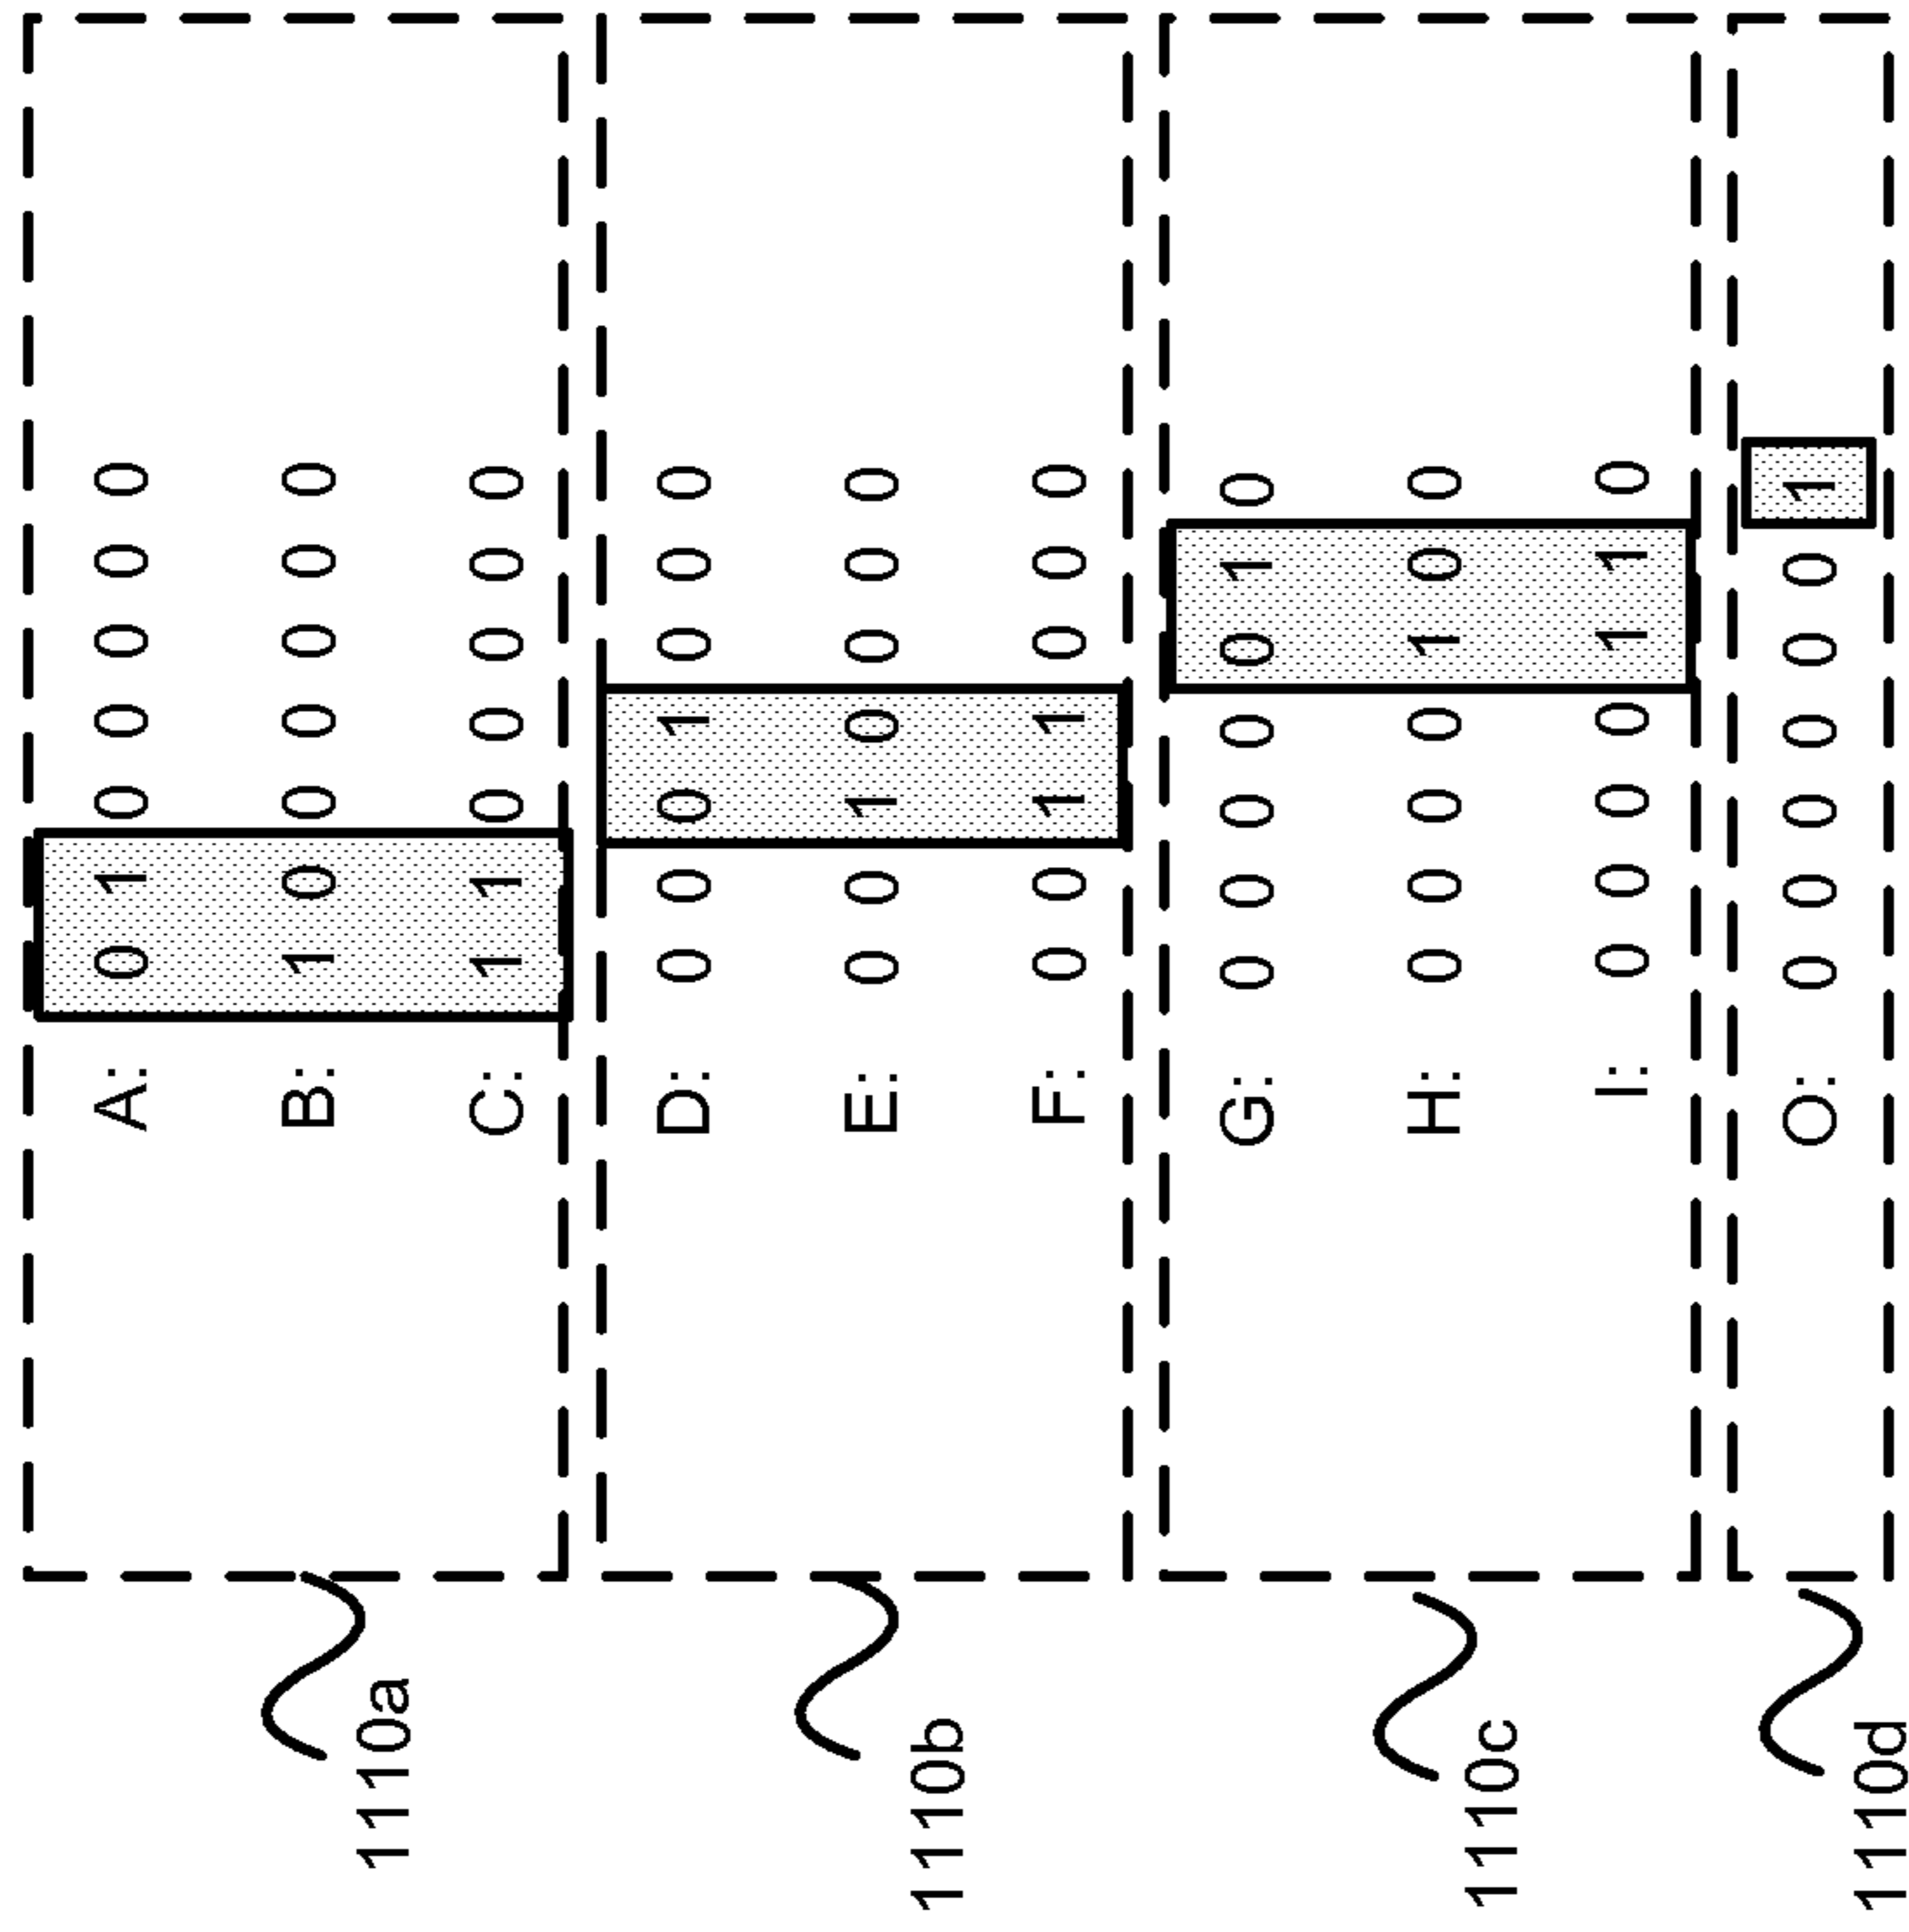 1110a
A: 0 1 0 0 0 0 0
B: 1 0 0 0 0 0 0
C: 1 1 0 0 0 0 0
1110b
D: 0 0 0 1 0 0 0
E: 0 0 1 0 0 0 0
F: 0 0 1 1 0 0 0
1110c
G: 0 0 0 0 0 1 0
H: 0 0 0 0 1 0 0
I: 0 0 0 0 1 1 0
1110d
O: 0 0 0 0 0 0 1